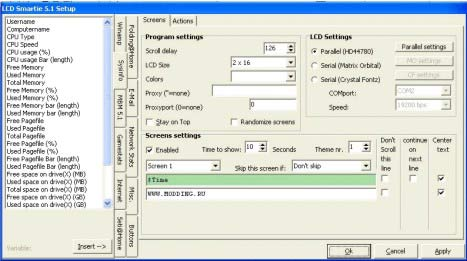 LCD Smartie 5.1 Setup
Username
Computername
CPU Type
CPU Speed
CPU usage (%)
CPU usage Bar (length)
Free Memory
Used Memory
Total Memory
Free Memory (%)
Used Memory (%)
Free Memory bar (length)
Used Memory bar (length)
Free Pagefile
Used Pagefile
Total Pagefile
Free Pagefile (%)
Used Pagefile (%)
Free Pagefile Bar (length)
Used Pagefile Bar (length)
Free space on drive(X) (MB)
Used space on drive(X) (MB)
Total space on drive(X) (MB)
Free space on drive(X) (GB)
Used space on drive(X) (GB)
Variable:
Insert -->
Winamp
Sysinfo
MBM 5.1
Gamestats
Internet
Seti@Home
Folding@Home
E-Mail
Network Stats
Misc.
Buttons
Screens
Actions
Program settings
Scroll delay
126
LCD Size
2 x 16
Colors
Proxy (''=none)
Proxyport (0=none)
0
Stay on Top
Randomize screens
LCD Settings
Parallel (HD44780)
Parallel settings
Serial (Matrix Orbital)
MO settings
Serial (Crystal Fontz)
CF settings
COMport:
COM2
Speed:
19200 bps
Screens settings
Enabled
Time to show:
10
Seconds
Theme nr.
1
Screen 1
Skip this screen if:
Don't skip
Don't Scroll this line
continue on next line
Center text
$Time
WWW.MODDING.RU
Ok
Cancel
Apply